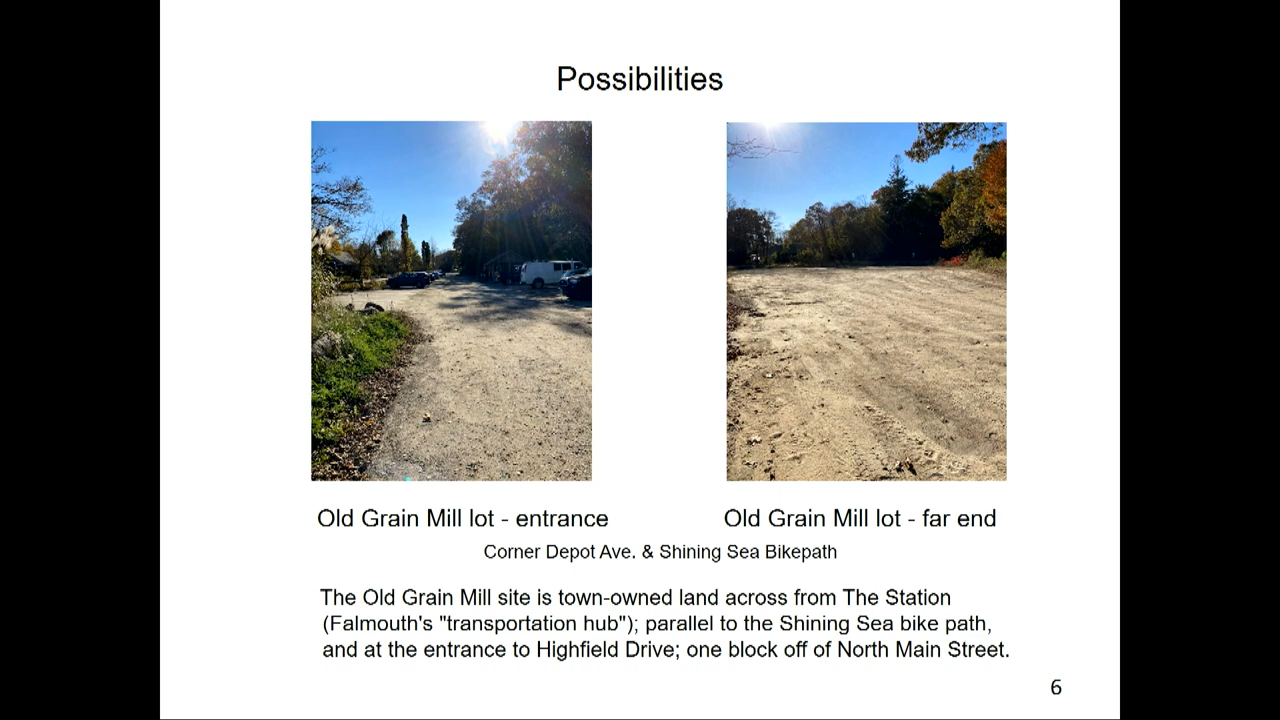 Possibilities
Old Grain Mill lot - entrance
Old Grain Mill lot - far end
Corner Depot Ave. & Shining Sea Bikepath
The Old Grain Mill site is town-owned land across from The Station
(Falmouth's "transportation hub"); parallel to the Shining Sea bike path,
and at the entrance to Highfield Drive; one block off of North Main Street.
6